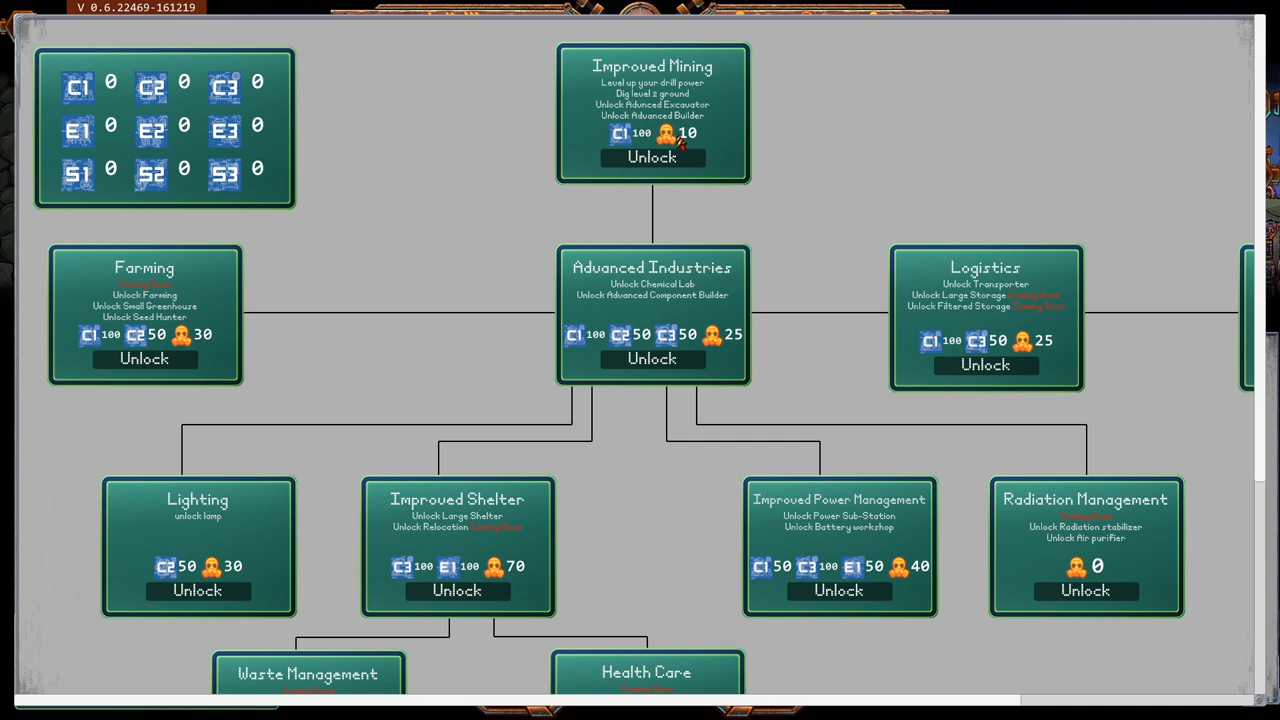 V 0.6.22469-161219
C1 0 C2 0 C3 0
E1 0 E2 0 E3 0
S1 0 S2 0 S3 0
Improved Mining
Level up your drill power
Dig level 2 ground
Unlock Advnced Excavator
Unlock Advanced Builder
C1 100 10
Unlock
Farming
Coming Soon
Unlock Farming
Unlock Small Greenhouse
Unlock Seed Hunter
C1 100 C2 50 30
Unlock
Advanced Industries
Unlock Chemical Lab
Unlock Advanced Component Builder
C1 100 C2 50 C3 50 25
Unlock
Logistics
Unlock Transporter
Unlock Large Storage Coming Soon
Unlock Filtered Storage Coming Soon
C1 100 C3 50 25
Unlock
Lighting
unlock lamp
C2 50 30
Unlock
Improved Shelter
Unlock Large Shelter
Unlock Relocation Coming Soon
C3 100 E1 100 70
Unlock
Improved Power Management
Unlock Power Sub-Station
Unlock Battery workshop
C1 50 C3 100 E1 50 40
Unlock
Radiation Management
Coming Soon
Unlock Radiation stabilizer
Unlock Air purifier
0
Unlock
Waste Management
Coming Soon
Health Care
Coming Soon